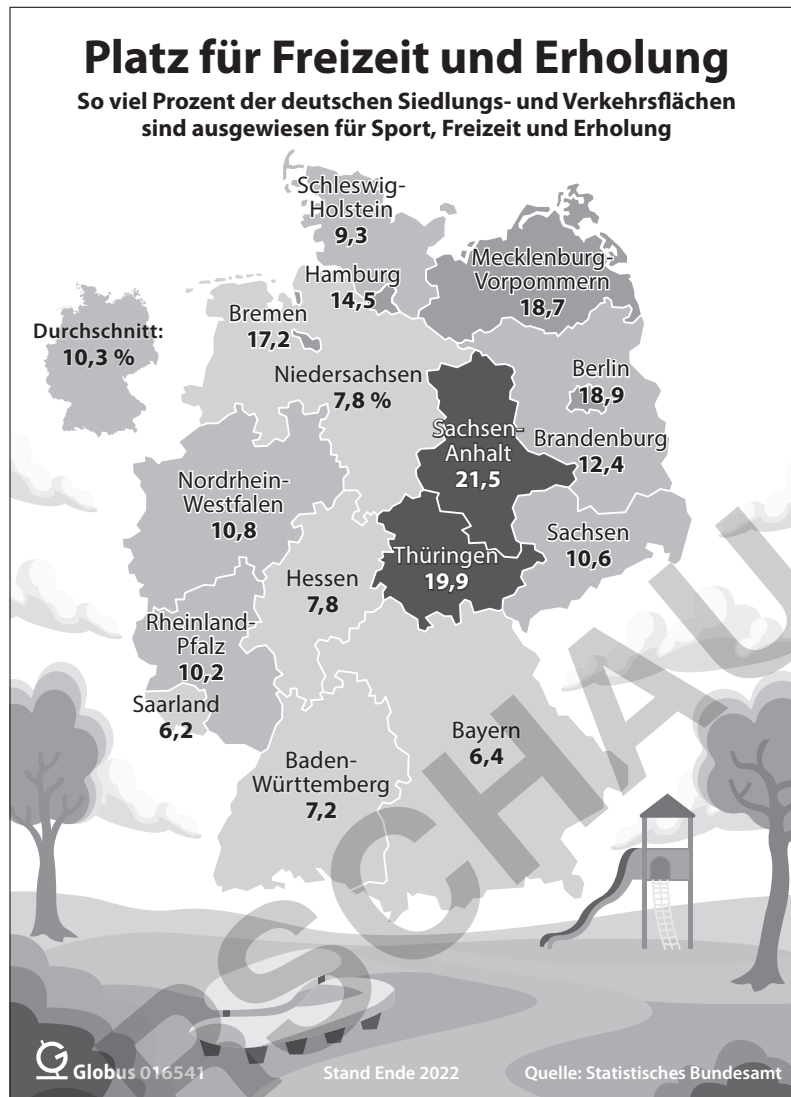 Platz für Freizeit und Erholung
So viel Prozent der deutschen Siedlungs- und Verkehrsflächen
sind ausgewiesen für Sport, Freizeit und Erholung
Schleswig-
Holstein
9,3
Mecklenburg-
Vorpommern
18,7
Hamburg
14,5
Bremen
17,2
Durchschnitt:
10,3 %
Niedersachsen
7,8 %
Berlin
18,9
Sachsen-
Anhalt
21,5
Brandenburg
12,4
Nordrhein-
Westfalen
10,8
Sachsen
10,6
Thüringen
19,9
Hessen
7,8
Rheinland-
Pfalz
10,2
Saarland
6,2
Bayern
6,4
Baden-
Württemberg
7,2
RSCHAU
Globus 016541
Stand Ende 2022
Quelle: Statistisches Bundesamt